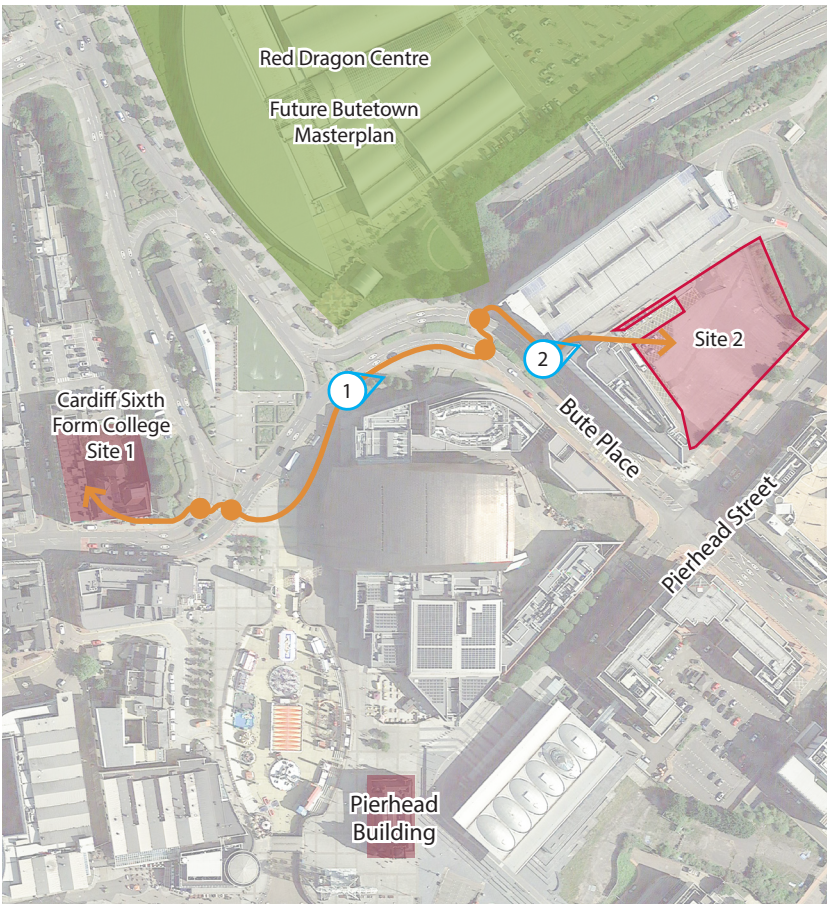 Red Dragon Centre
Future Butetown
Masterplan
Site 2
2
1
Cardiff Sixth
Form College
Site 1
Bute Place
Pierhead Street
Pierhead
Building